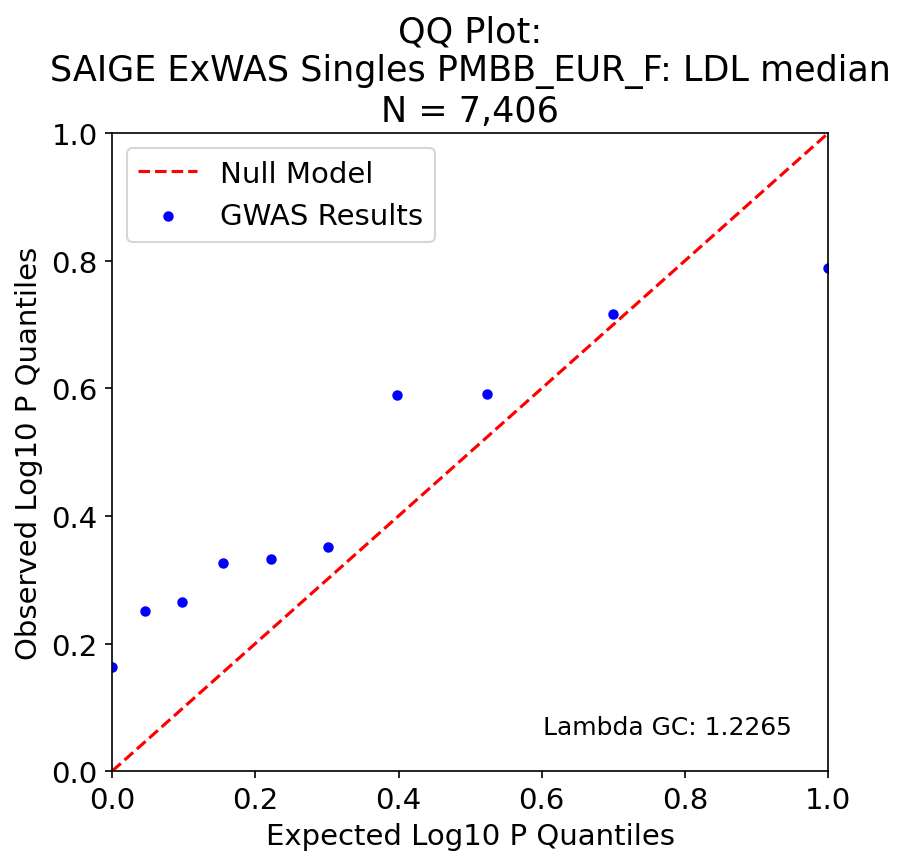 QQ Plot:
SAIGE ExWAS Singles PMBB_EUR_F: LDL median
N = 7,406
1.0
0.8
0.6
0.4
0.2
0.0
Observed Log10 P Quantiles
Null Model
GWAS Results
Lambda GC: 1.2265
0.0 0.2 0.4 0.6 0.8 1.0
Expected Log10 P Quantiles